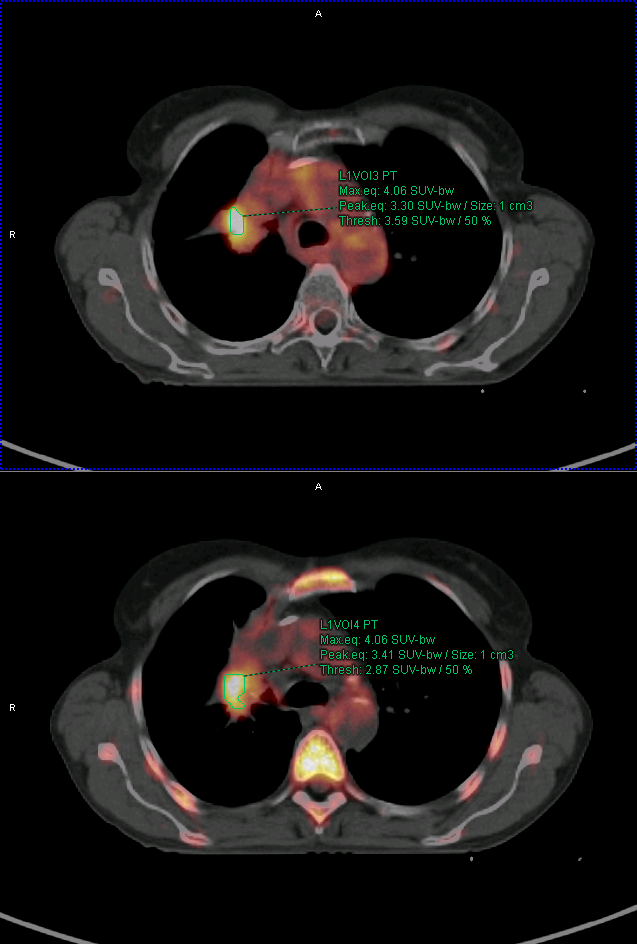 A
L1VOI3 PT
Max.eq: 4.06 SUV-bw
Peak.eq: 3.30 SUV-bw / Size: 1 cm3
Thresh: 3.59 SUV-bw / 50 %
R
A
L1VOI4 PT
Max.eq: 4.06 SUV-bw
Peak.eq: 3.41 SUV-bw / Size: 1 cm3
Thresh: 2.87 SUV-bw / 50 %
R